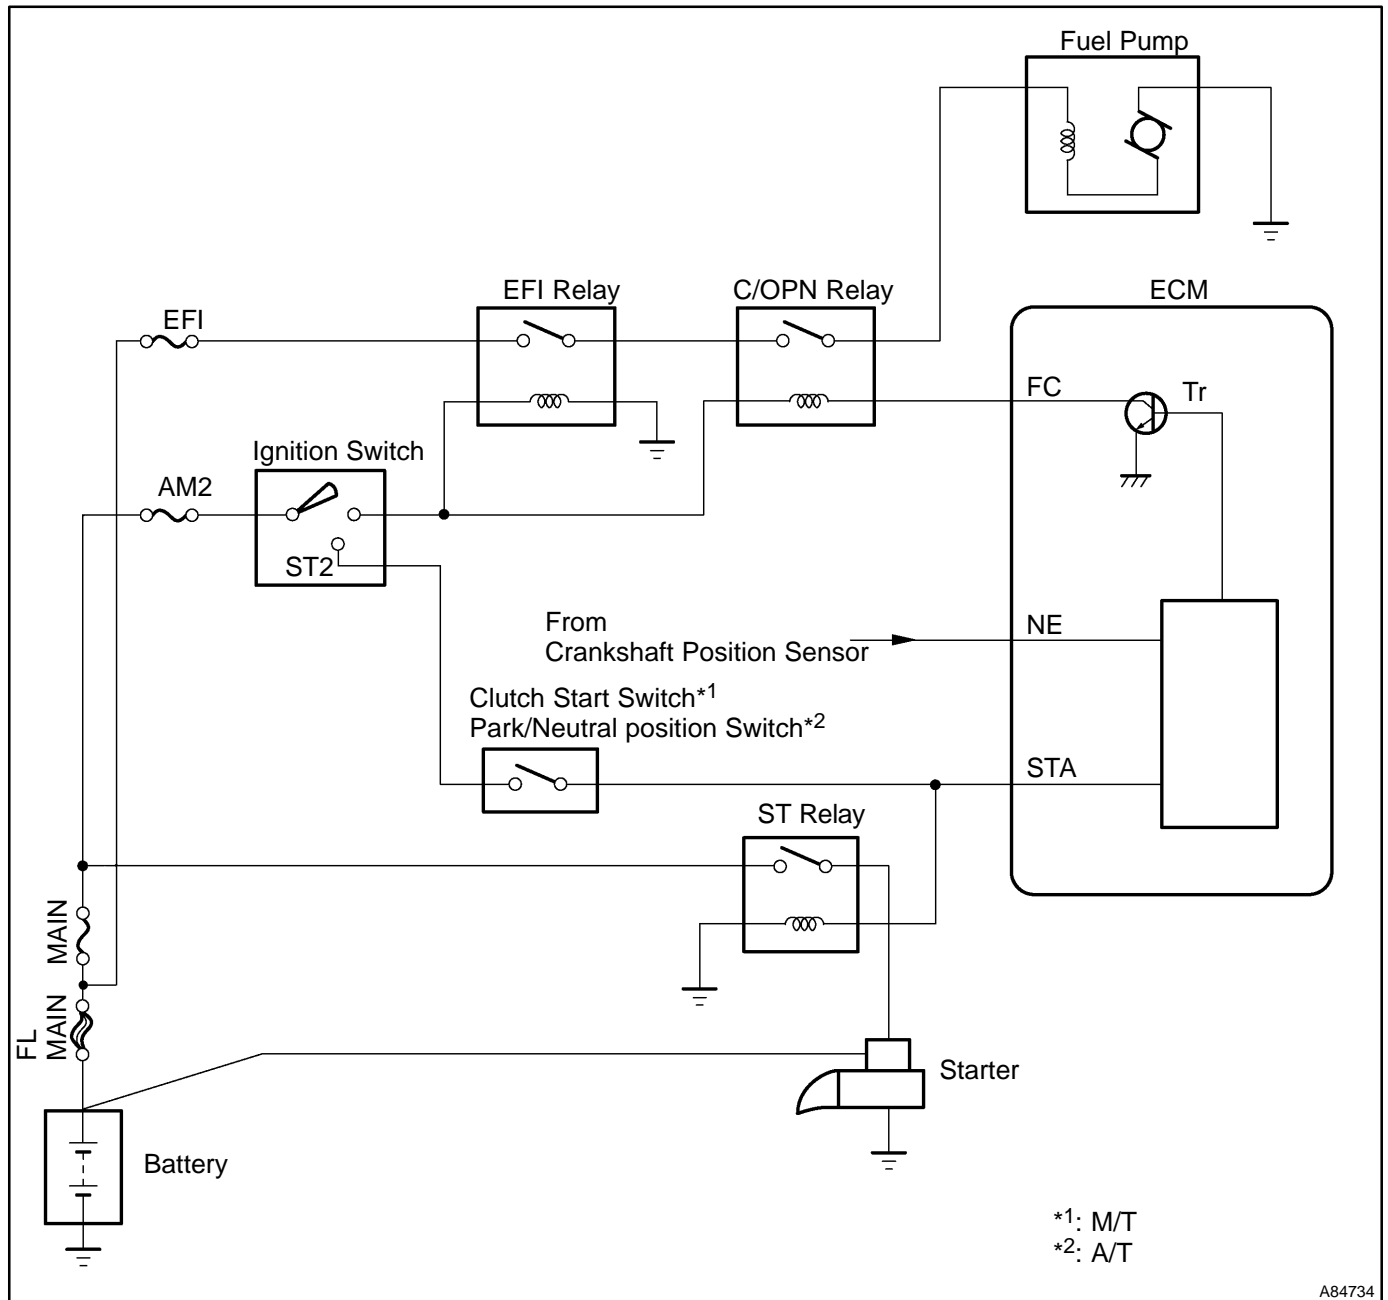 Fuel Pump
EFI Relay
C/OPN Relay
ECM
EFI
FC
Tr
Ignition Switch
AM2
ST2
From
Crankshaft Position Sensor
NE
Clutch Start Switch*1
Park/Neutral position Switch*2
STA
ST Relay
MAIN
FL
MAIN
Starter
Battery
*1: M/T
*2: A/T
A84734